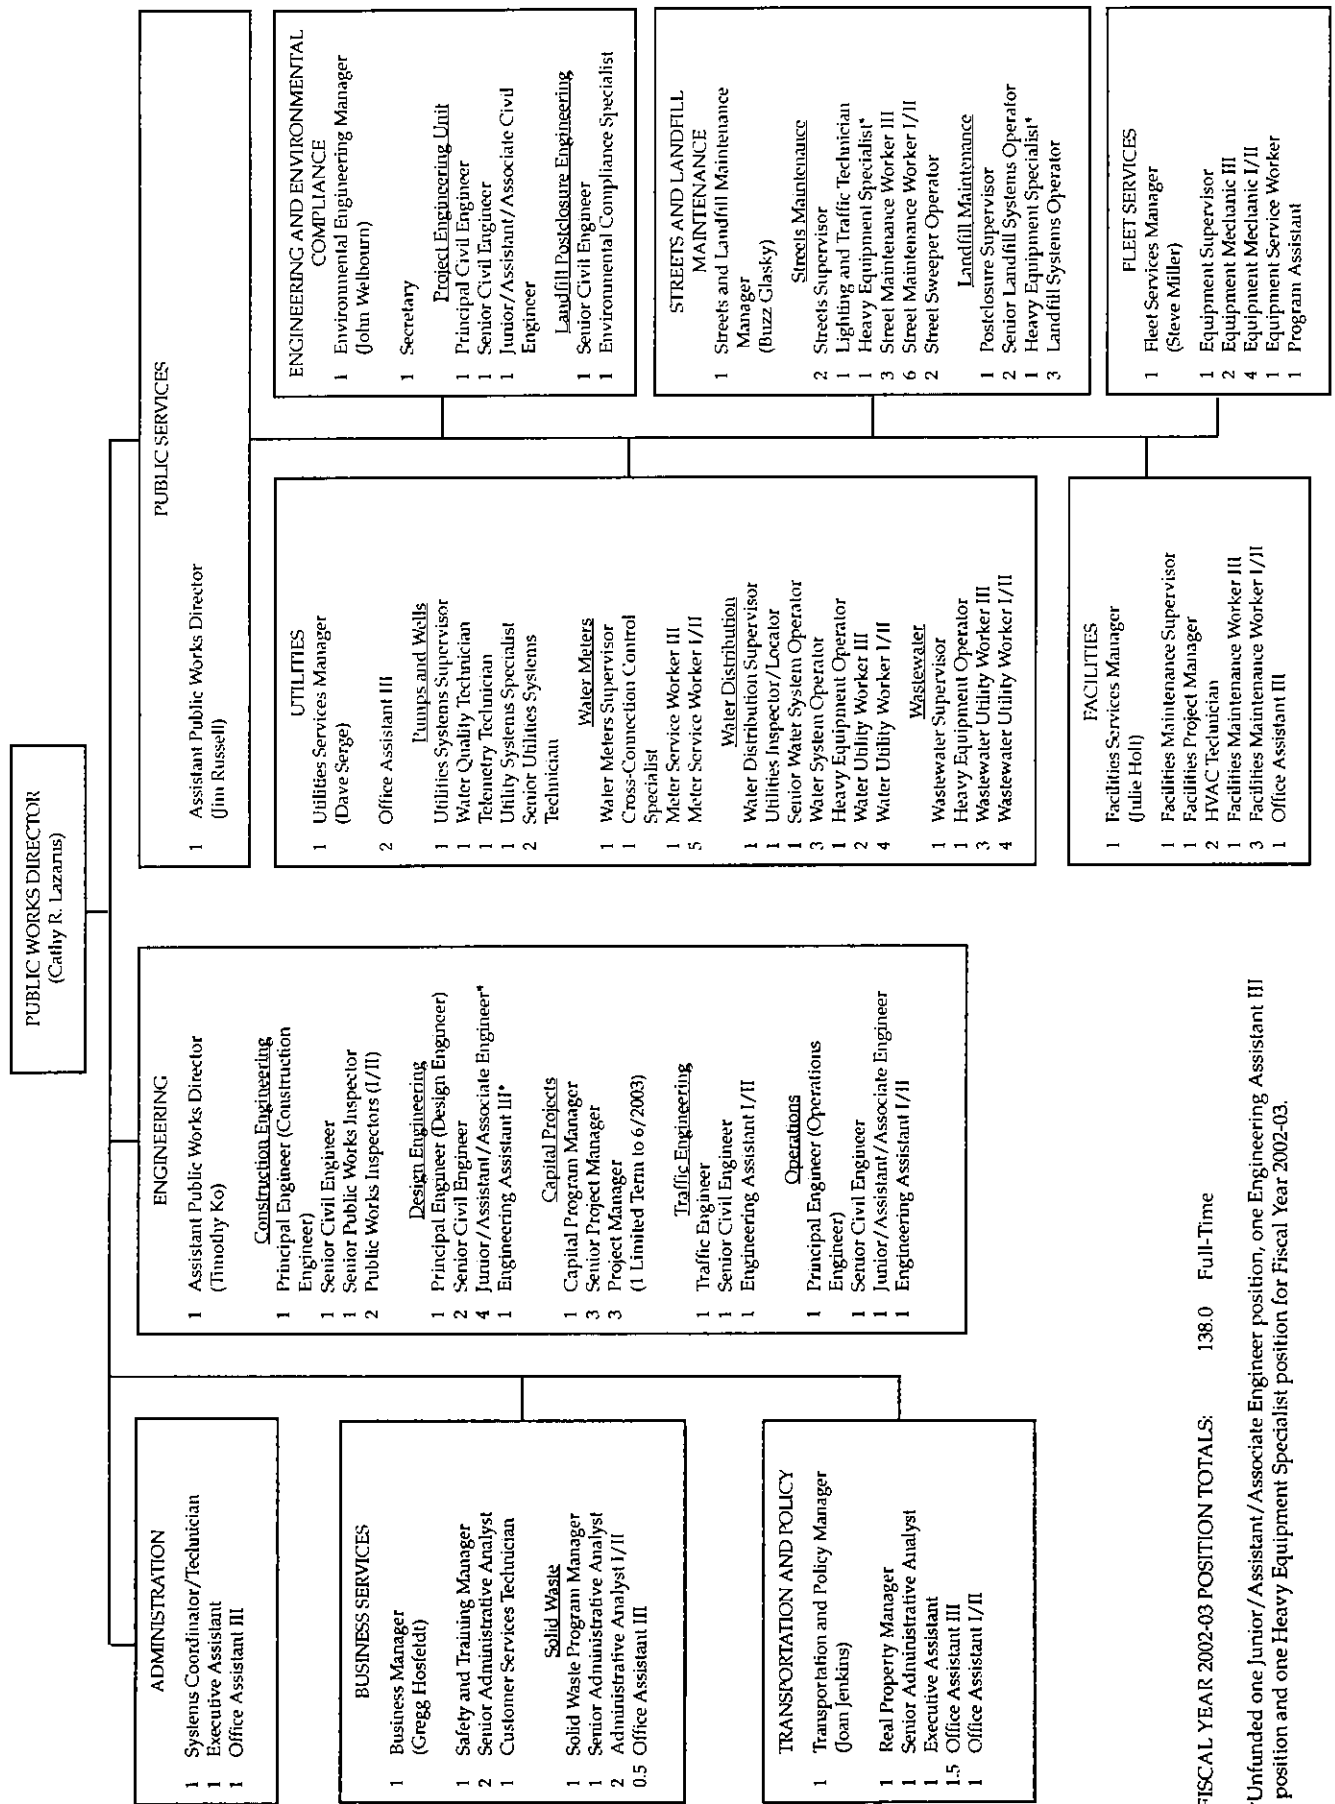 PUBLIC WORKS DIRECTOR
(Cathy R. Lazarus)
ADMINISTRATION
1 Systems Coordinator/Technician
1 Executive Assistant
1 Office Assistant III
BUSINESS SERVICES
1 Business Manager
(Gregg Hosfeldt)
1 Safety and Training Manager
2 Senior Administrative Analyst
1 Customer Services Technician
Solid Waste
1 Solid Waste Program Manager
1 Senior Administrative Analyst
2 Administrative Analyst I/II
0.5 Office Assistant III
TRANSPORTATION AND POLICY
1 Transportation and Policy Manager
(Joan Jenkins)
1 Real Property Manager
1 Senior Administrative Analyst
1 Executive Assistant
1.5 Office Assistant III
1 Office Assistant I/II
ENGINEERING
1 Assistant Public Works Director
(Timothy Ko)
Construction Engineering
1 Principal Engineer (Construction
Engineer)
1 Senior Civil Engineer
1 Senior Public Works Inspector
2 Public Works Inspectors (I/II)
Design Engineering
1 Principal Engineer (Design Engineer)
2 Senior Civil Engineer
4 Junior/Assistant/Associate Engineer*
1 Engineering Assistant III*
Capital Projects
1 Capital Program Manager
3 Senior Project Manager
3 Project Manager
(1 Limited Term to 6/2003)
Traffic Engineering
1 Traffic Engineer
1 Senior Civil Engineer
1 Engineering Assistant I/II
Operations
1 Principal Engineer (Operations
Engineer)
1 Senior Civil Engineer
1 Junior/Assistant/Associate Engineer
1 Engineering Assistant I/II
PUBLIC SERVICES
1 Assistant Public Works Director
(Jim Russell)
UTILITIES
1 Utilities Services Manager
(Dave Serge)
2 Office Assistant III
Pumps and Wells
1 Utilities Systems Supervisor
1 Water Quality Technician
1 Telemetry Technician
1 Utility Systems Specialist
2 Senior Utilities Systems
Technician
Water Meters
1 Water Meters Supervisor
1 Cross-Connection Control
Specialist
1 Meter Service Worker III
5 Meter Service Worker I/II
Water Distribution
1 Water Distribution Supervisor
1 Utilities Inspector/Locator
1 Senior Water System Operator
3 Water System Operator
1 Heavy Equipment Operator
2 Water Utility Worker III
4 Water Utility Worker I/II
Wastewater
1 Wastewater Supervisor
1 Heavy Equipment Operator
3 Wastewater Utility Worker III
4 Wastewater Utility Worker I/II
FACILITIES
1 Facilities Services Manager
(Julie Holt)
1 Facilities Maintenance Supervisor
1 Facilities Project Manager
2 HVAC Technician
1 Facilities Maintenance Worker III
3 Facilities Maintenance Worker I/II
1 Office Assistant III
ENGINEERING AND ENVIRONMENTAL
COMPLIANCE
1 Environmental Engineering Manager
(John Welbourn)
1 Secretary
Project Engineering Unit
1 Principal Civil Engineer
1 Senior Civil Engineer
1 Junior/Assistant/Associate Civil
Engineer
Landfill Postclosure Engineering
1 Senior Civil Engineer
1 Environmental Compliance Specialist
STREETS AND LANDFILL
MAINTENANCE
1 Streets and Landfill Maintenance
Manager
(Buzz Glasky)
Streets Maintenance
2 Streets Supervisor
1 Lighting and Traffic Technician
1 Heavy Equipment Specialist*
3 Street Maintenance Worker III
6 Street Maintenance Worker I/II
2 Street Sweeper Operator
Landfill Maintenance
1 Postclosure Supervisor
2 Senior Landfill Systems Operator
1 Heavy Equipment Specialist*
3 Landfill Systems Operator
FLEET SERVICES
1 Fleet Services Manager
(Steve Miller)
1 Equipment Supervisor
2 Equipment Mechanic III
4 Equipment Mechanic I/II
1 Equipment Service Worker
1 Program Assistant
FISCAL YEAR 2002-03 POSITION TOTALS: 138.0 Full-Time
*Unfunded one Junior/Assistant/Associate Engineer position, one Engineering Assistant III
position and one Heavy Equipment Specialist position for Fiscal Year 2002-03.